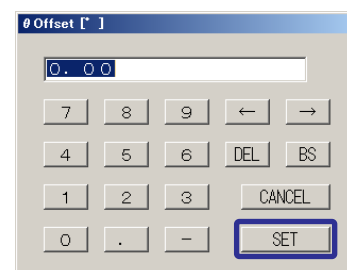 θ Offset [°]
0.00
7 8 9 ← →
4 5 6 DEL BS
1 2 3 CANCEL
0 . − SET